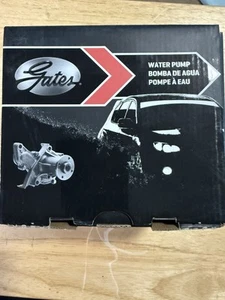 Gates
WATER PUMP
BOMBA DE AGUA
POMPE À EAU